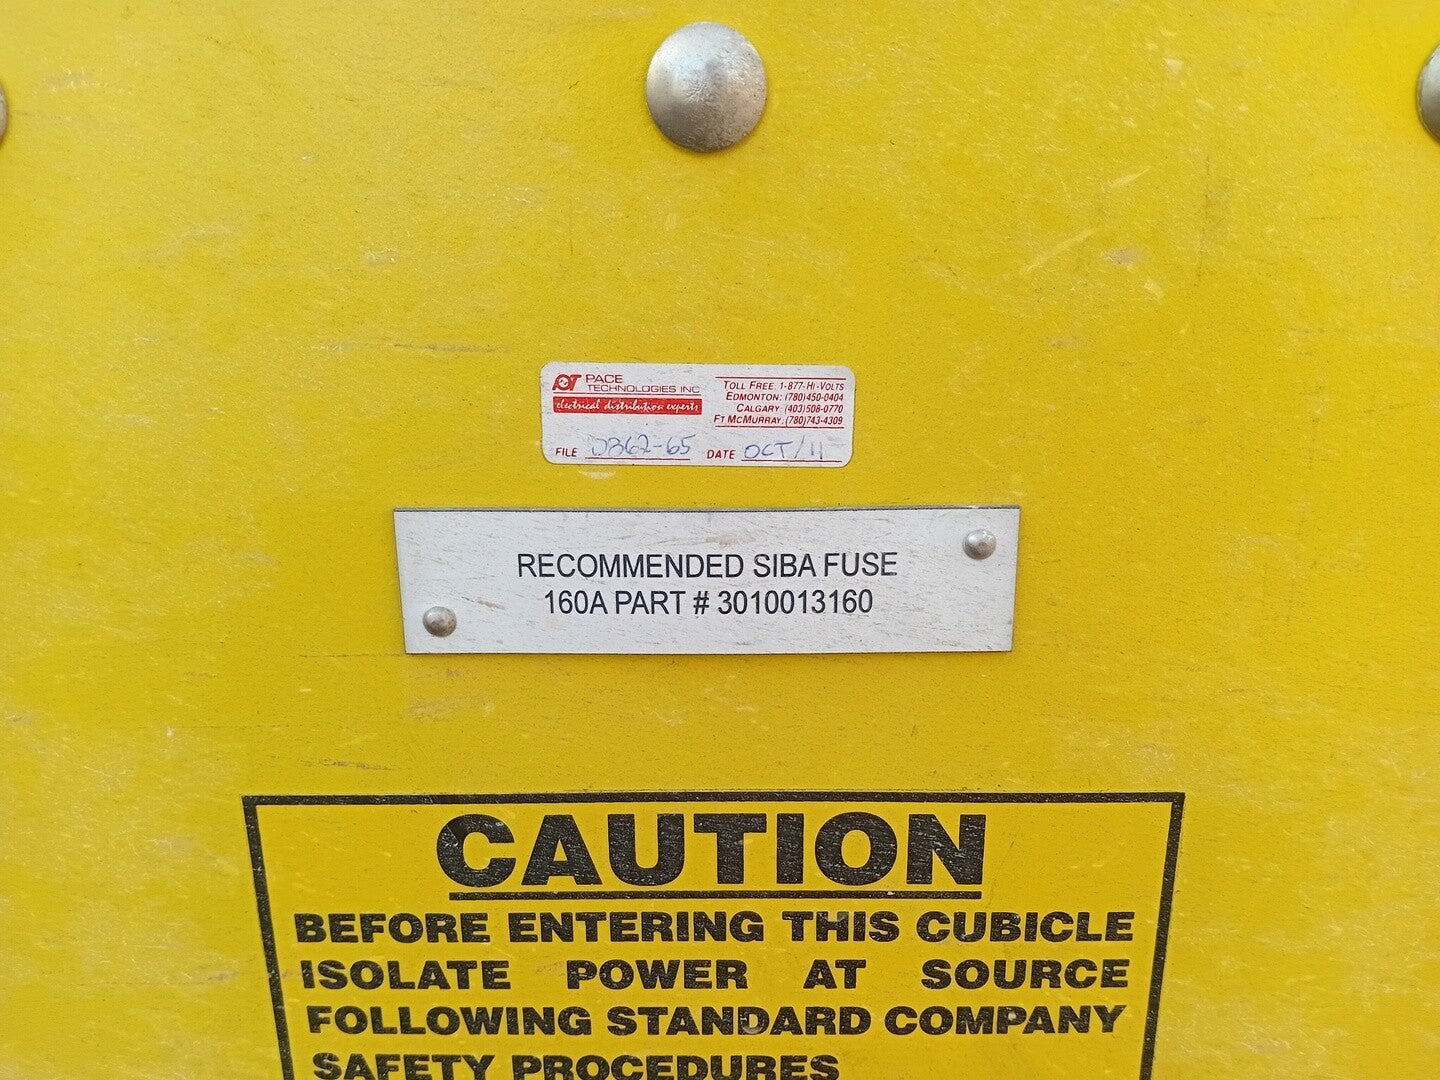 PT PACE
TECHNOLOGIES INC
electrical distribution experts
TOLL FREE: 1-877-HI-VOLTS
EDMONTON: (780)450-0404
CALGARY: (403)508-0770
FT MCMURRAY: (780)743-4309
FILE DB62-65 DATE OCT/11
RECOMMENDED SIBA FUSE
160A PART # 3010013160
CAUTION
BEFORE ENTERING THIS CUBICLE
ISOLATE POWER AT SOURCE
FOLLOWING STANDARD COMPANY
SAFETY PROCEDURES